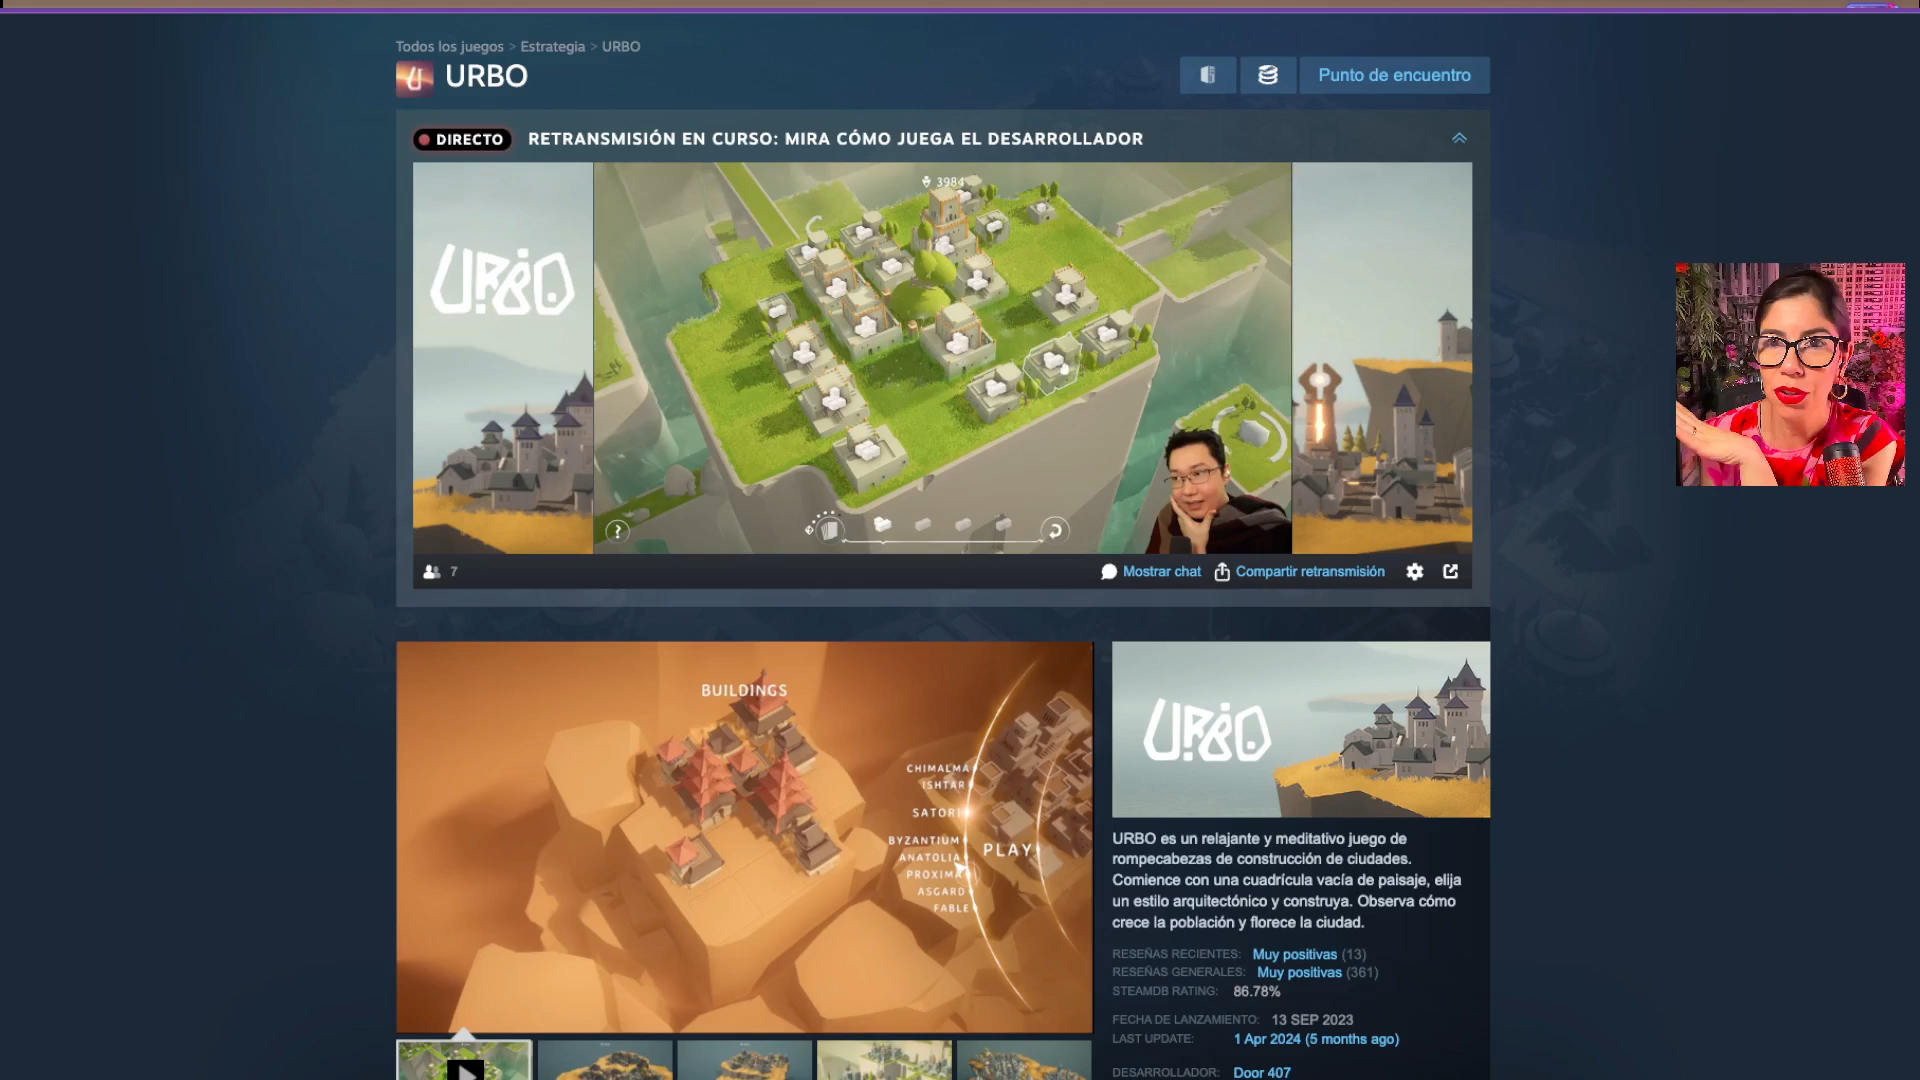 Todos los juegos > Estrategia > URBO
URBO
Punto de encuentro
DIRECTO
RETRANSMISIÓN EN CURSO: MIRA CÓMO JUEGA EL DESARROLLADOR
3984
URBO
?
7
Mostrar chat
Compartir retransmisión
BUILDINGS
CHIMALMA
ISHTAR
SATORI
BYZANTIUM
ANATOLIA
PROXIMA
ASGARD
FABLE
PLAY
URBO
URBO es un relajante y meditativo juego de
rompecabezas de construcción de ciudades.
Comience con una cuadrícula vacía de paisaje, elija
un estilo arquitectónico y construya. Observa cómo
crece la población y florece la ciudad.
RESEÑAS RECIENTES: Muy positivas (13)
RESEÑAS GENERALES: Muy positivas (361)
STEAMDB RATING: 86.78%
FECHA DE LANZAMIENTO: 13 SEP 2023
LAST UPDATE: 1 Apr 2024 (5 months ago)
DESARROLLADOR: Door 407